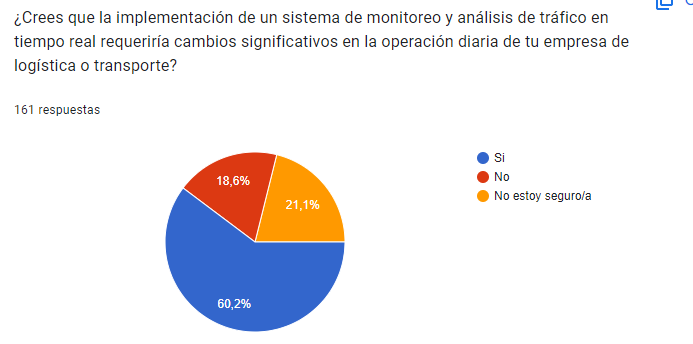 ¿Crees que la implementación de un sistema de monitoreo y análisis de tráfico en
tiempo real requeriría cambios significativos en la operación diaria de tu empresa de
logística o transporte?
161 respuestas
18,6%
21,1%
60,2%
Si
No
No estoy seguro/a